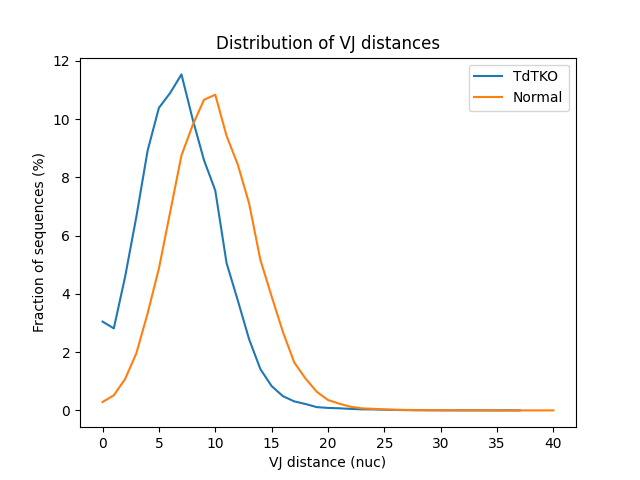 Distribution of VJ distances
TdTKO
Normal
Fraction of sequences (%)
12
10
8
6
4
2
0
0 5 10 15 20 25 30 35 40
VJ distance (nuc)